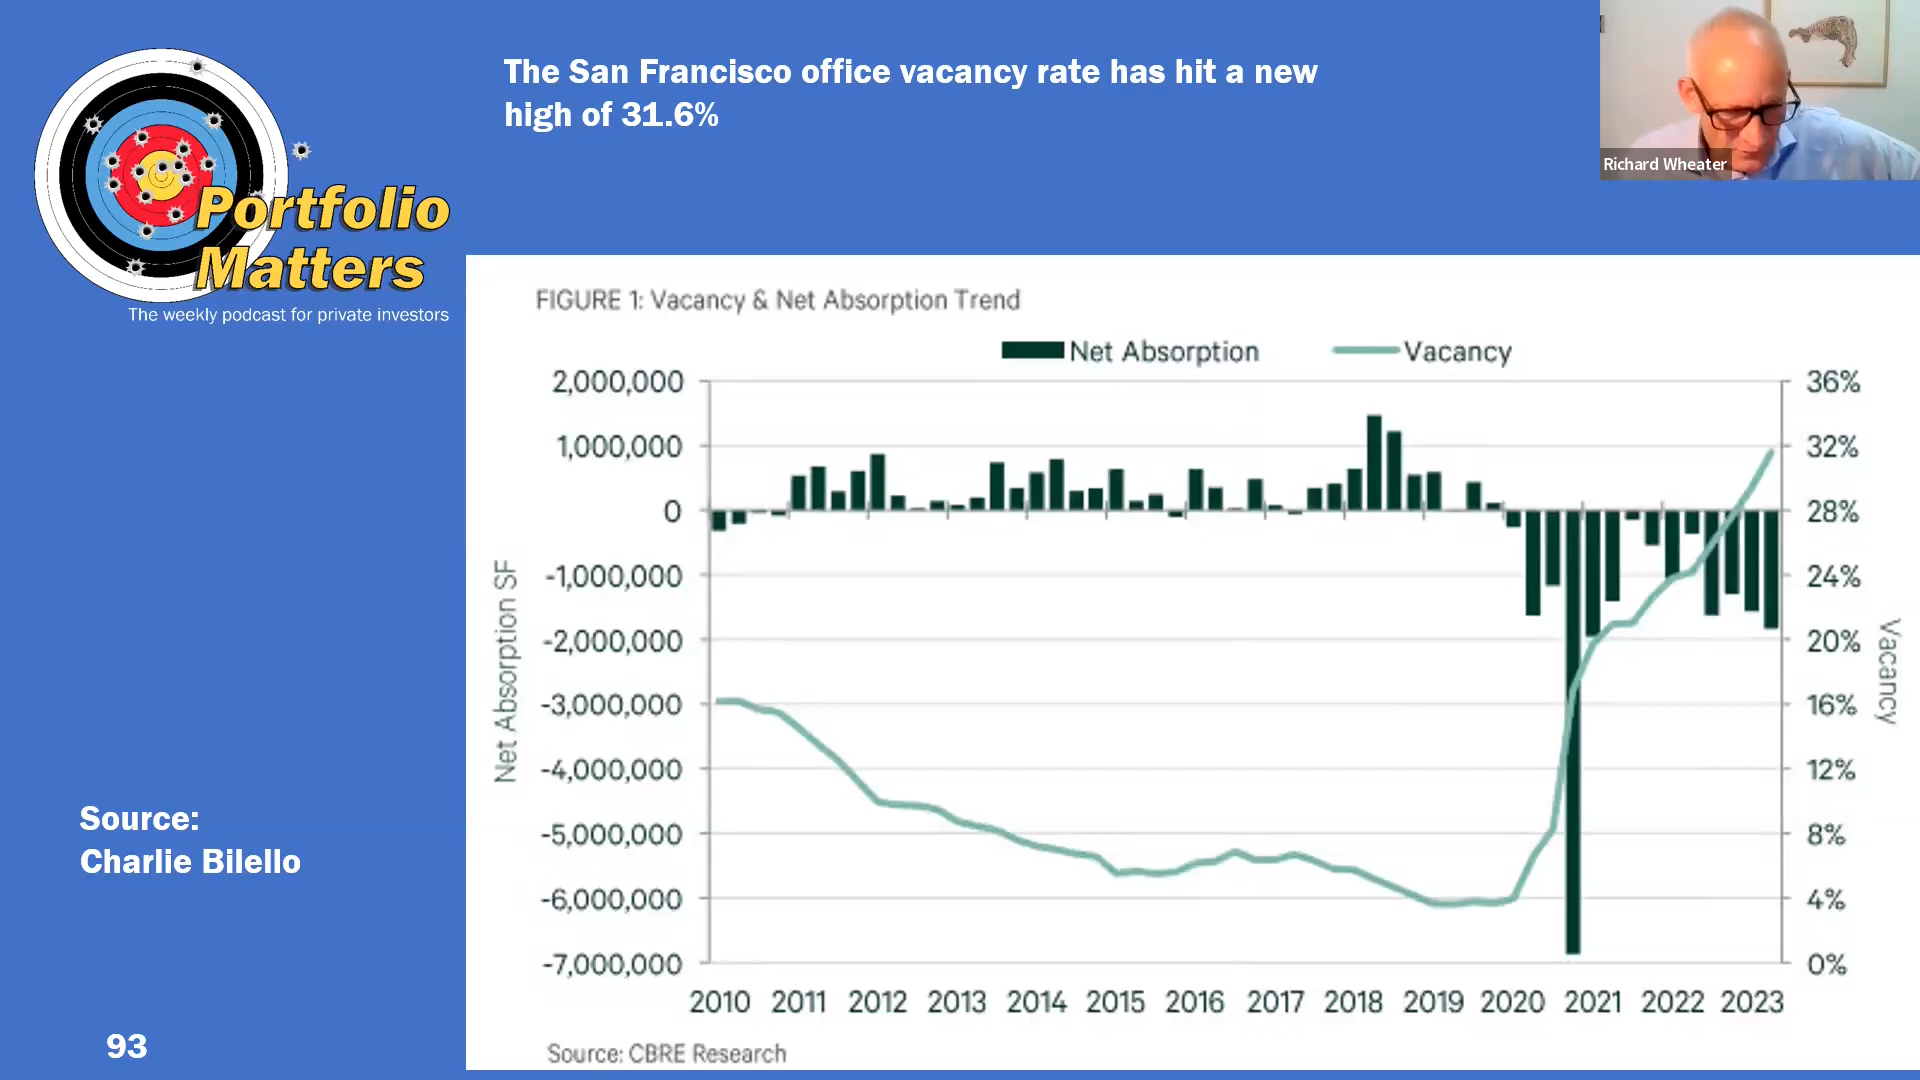 The San Francisco office vacancy rate has hit a new
high of 31.6%
Richard Wheater
Portfolio
Matters
The weekly podcast for private investors
FIGURE 1: Vacancy & Net Absorption Trend
Net Absorption
Vacancy
2,000,000
1,000,000
0
-1,000,000
-2,000,000
-3,000,000
-4,000,000
-5,000,000
-6,000,000
-7,000,000
Net Absorption SF
36%
32%
28%
24%
20%
16%
12%
8%
4%
0%
Vacancy
2010 2011 2012 2013 2014 2015 2016 2017 2018 2019 2020 2021 2022 2023
Source: CBRE Research
Source:
Charlie Bilello
93